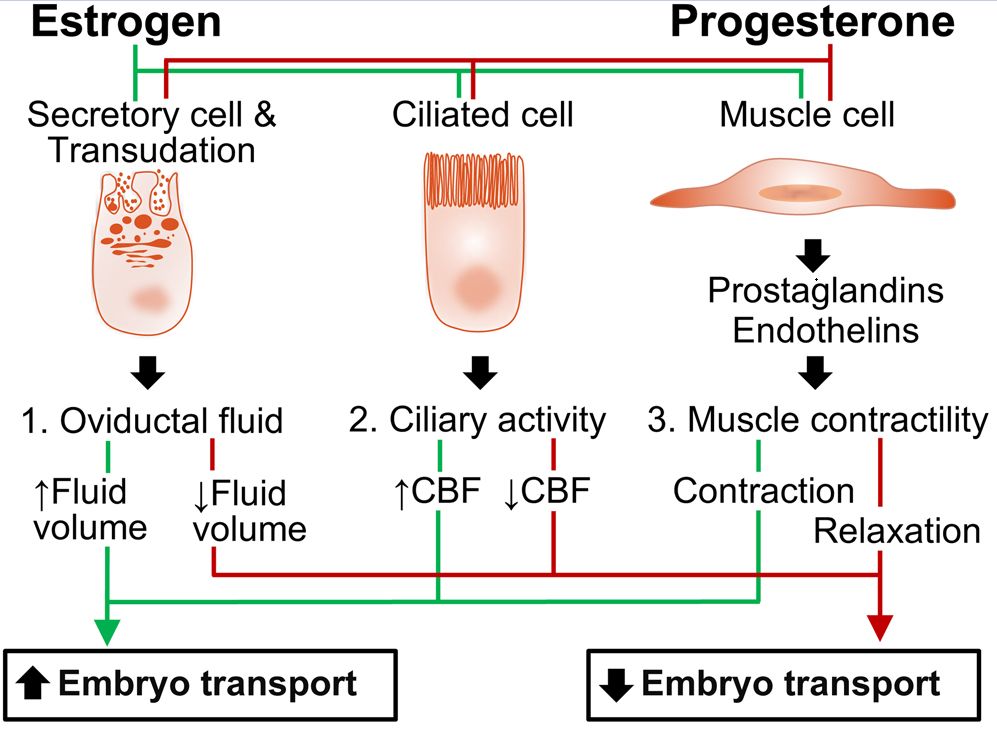 Estrogen
Progesterone
Secretory cell &
Transudation
Ciliated cell
Muscle cell
Prostaglandins
Endothelins
1. Oviductal fluid
2. Ciliary activity
3. Muscle contractility
↑Fluid
volume
↓Fluid
volume
↑CBF
↓CBF
Contraction
Relaxation
Embryo transport
Embryo transport